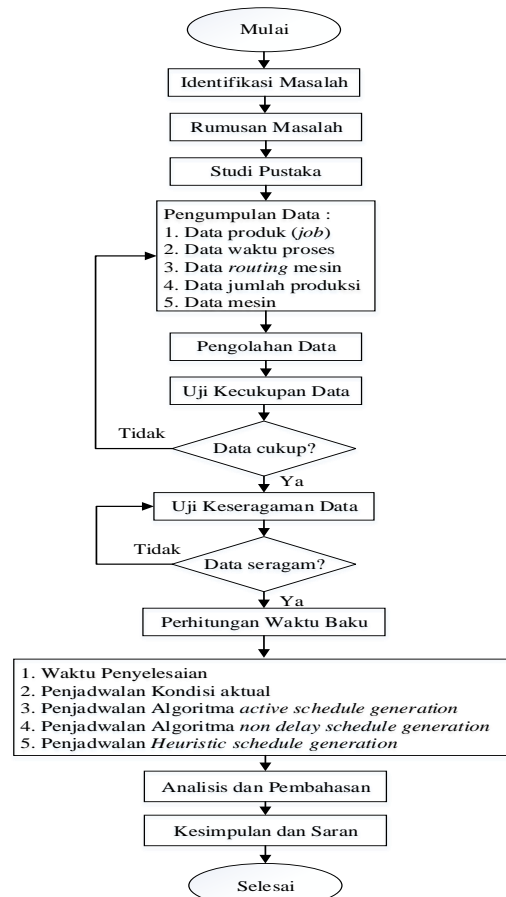 Mulai
Identifikasi Masalah
Rumusan Masalah
Studi Pustaka
Pengumpulan Data :
1. Data produk (job)
2. Data waktu proses
3. Data routing mesin
4. Data jumlah produksi
5. Data mesin
Pengolahan Data
Uji Kecukupan Data
Tidak
Data cukup?
Ya
Uji Keseragaman Data
Tidak
Data seragam?
Ya
Perhitungan Waktu Baku
1. Waktu Penyelesaian
2. Penjadwalan Kondisi aktual
3. Penjadwalan Algoritma active schedule generation
4. Penjadwalan Algoritma non delay schedule generation
5. Penjadwalan Heuristic schedule generation
Analisis dan Pembahasan
Kesimpulan dan Saran
Selesai